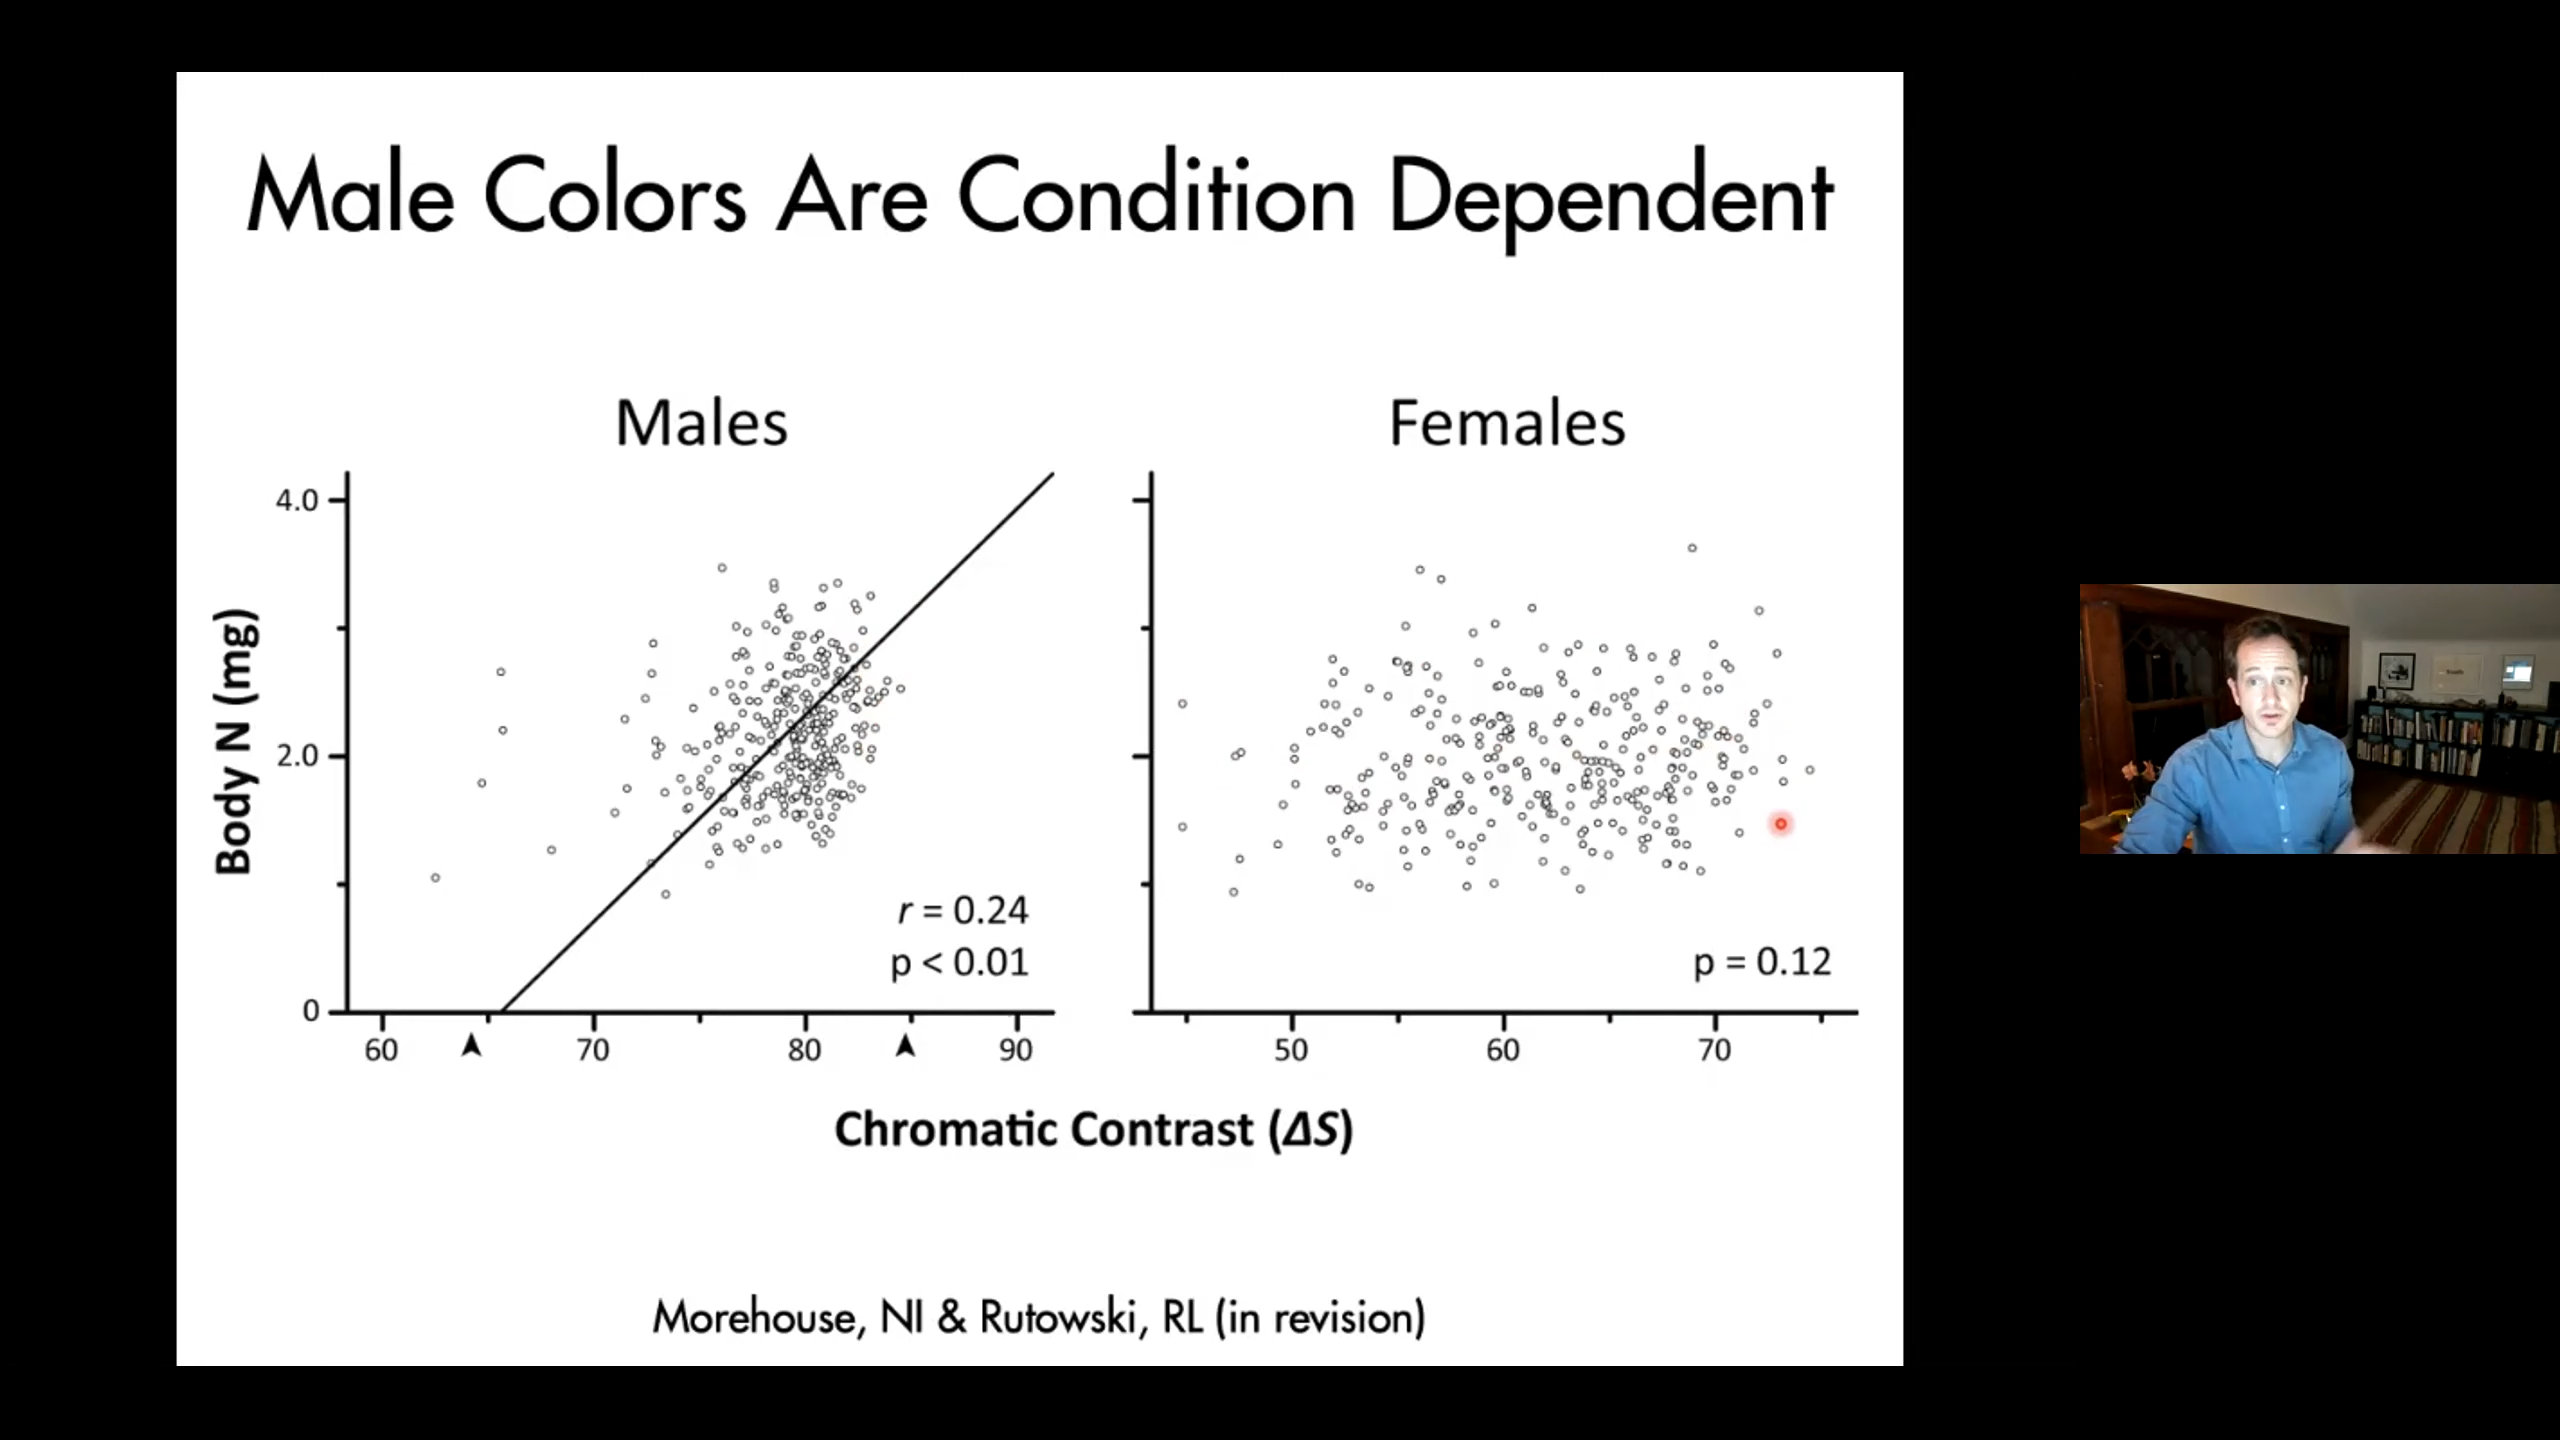 Male Colors Are Condition Dependent
Males
Females
Body N (mg)
4.0
2.0
0
r = 0.24
p < 0.01
p = 0.12
60 70 80 90
50 60 70
Chromatic Contrast (ΔS)
Morehouse, NI & Rutowski, RL (in revision)